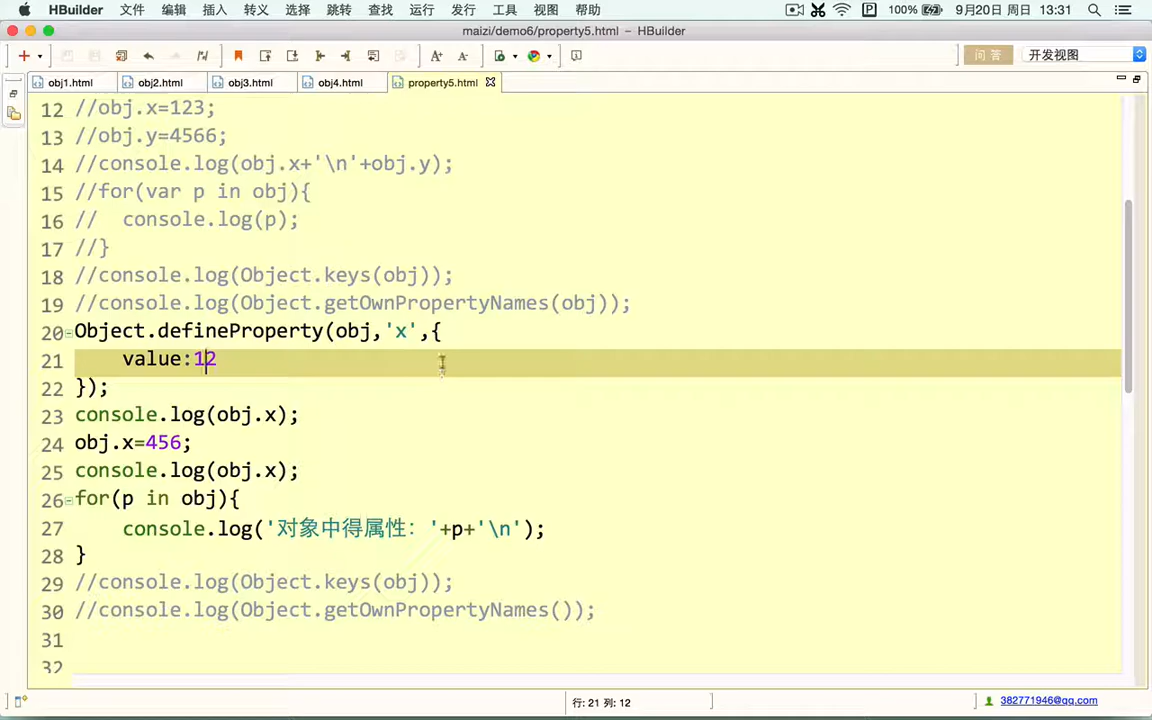 HBuilder 文件 编辑 插入 转义 选择 跳转 查找 运行 发行 工具 视图 帮助 100% 9月20日 周日 13:31
maizi/demo6/property5.html − HBuilder
问答 开发视图
obj1.html obj2.html obj3.html obj4.html property5.html
12 //obj.x=123;
13 //obj.y=4566;
14 //console.log(obj.x+'\n'+obj.y);
15 //for(var p in obj){
16 //  console.log(p);
17 //}
18 //console.log(Object.keys(obj));
19 //console.log(Object.getOwnPropertyNames(obj));
20 Object.defineProperty(obj,'x',{
21     value:12
22 });
23 console.log(obj.x);
24 obj.x=456;
25 console.log(obj.x);
26 for(p in obj){
27     console.log('对象中得属性: '+p+'\n');
28 }
29 //console.log(Object.keys(obj));
30 //console.log(Object.getOwnPropertyNames());
31
32
行: 21 列: 12
382771946@qq.com